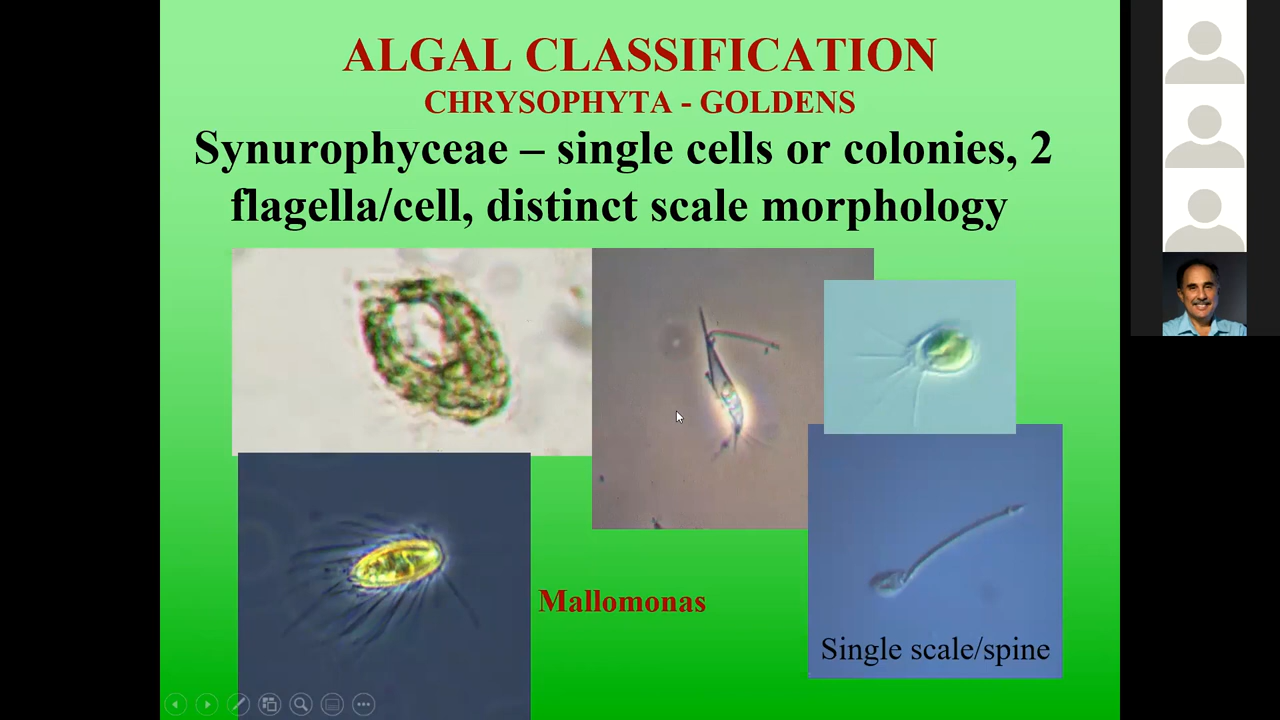 ALGAL CLASSIFICATION
CHRYSOPHYTA - GOLDENS
Synurophyceae – single cells or colonies, 2
flagella/cell, distinct scale morphology
Mallomonas
Single scale/spine